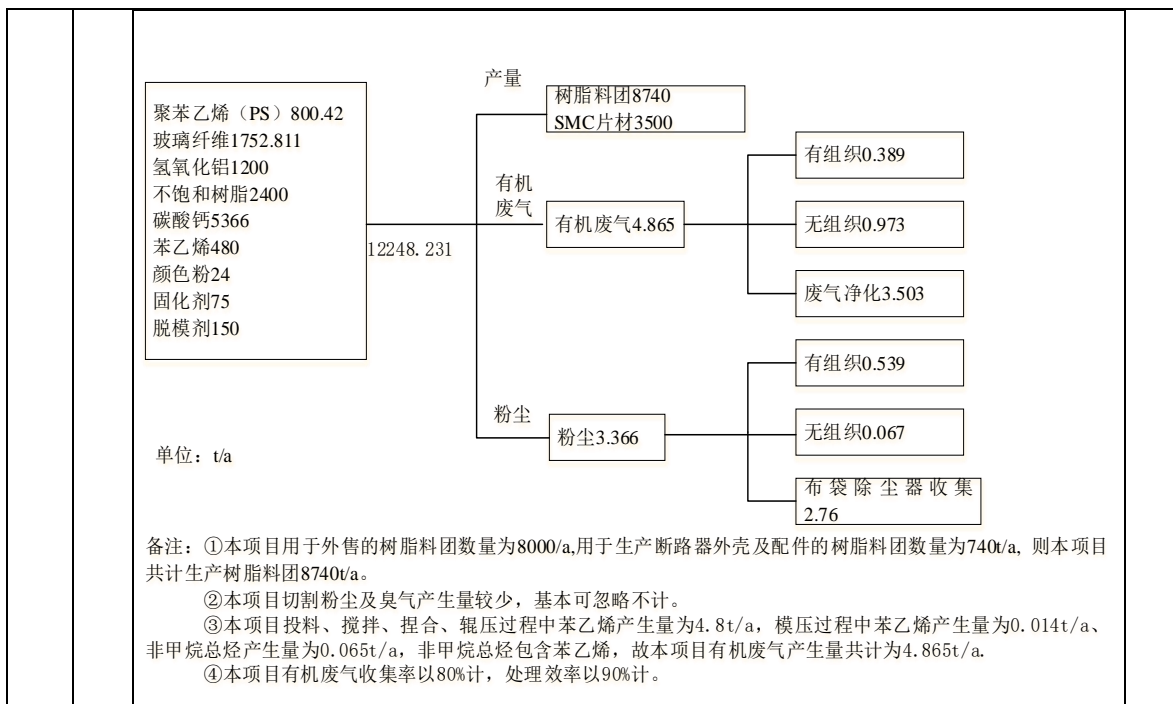 聚苯乙烯（PS）800.42
玻璃纤维1752.811
氢氧化铝1200
不饱和树脂2400
碳酸钙5366
苯乙烯480
颜色粉24
固化剂75
脱模剂150
12248.231
产量
树脂料团8740
SMC片材3500
有机
废气
有机废气4.865
有组织0.389
无组织0.973
废气净化3.503
粉尘
粉尘3.366
有组织0.539
无组织0.067
布袋除尘器收集
2.76
单位：t/a
备注：①本项目用于外售的树脂料团数量为8000/a,用于生产断路器外壳及配件的树脂料团数量为740t/a, 则本项目
共计生产树脂料团8740t/a。
②本项目切割粉尘及臭气产生量较少，基本可忽略不计。
③本项目投料、搅拌、捏合、辊压过程中苯乙烯产生量为4.8t/a，模压过程中苯乙烯产生量为0.014t/a、
非甲烷总烃产生量为0.065t/a，非甲烷总烃包含苯乙烯，故本项目有机废气产生量共计为4.865t/a.
④本项目有机废气收集率以80%计，处理效率以90%计。